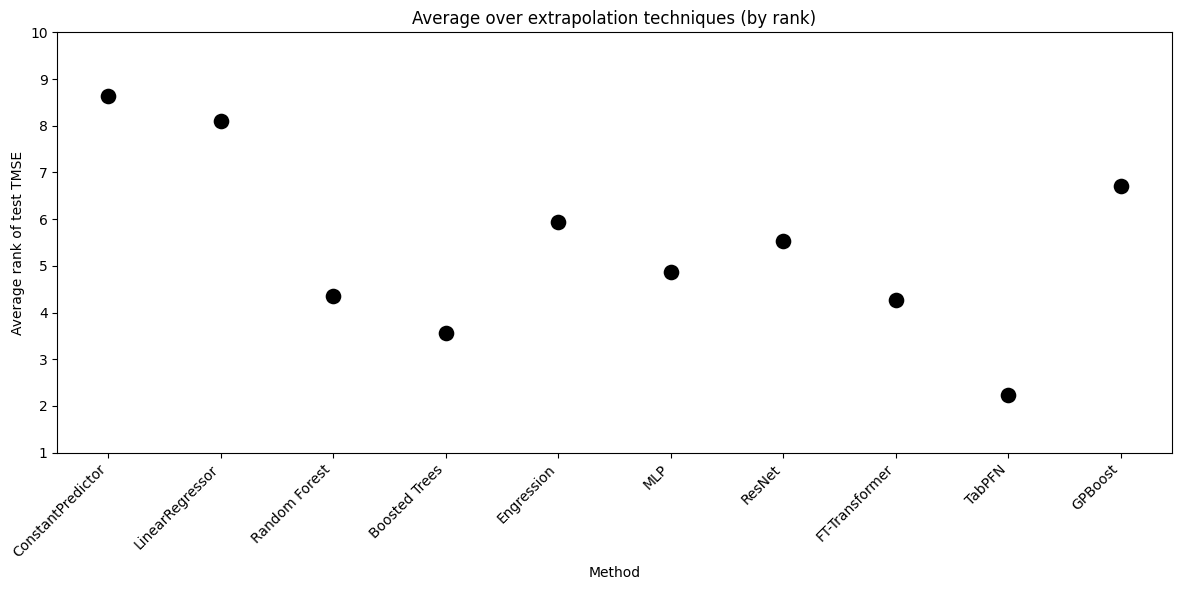 Average over extrapolation techniques (by rank)
10
9
8
7
6
5
4
3
2
1
Average rank of test TMSE
ConstantPredictor
LinearRegressor
Random Forest
Boosted Trees
Engression
MLP
ResNet
FT-Transformer
TabPFN
GPBoost
Method